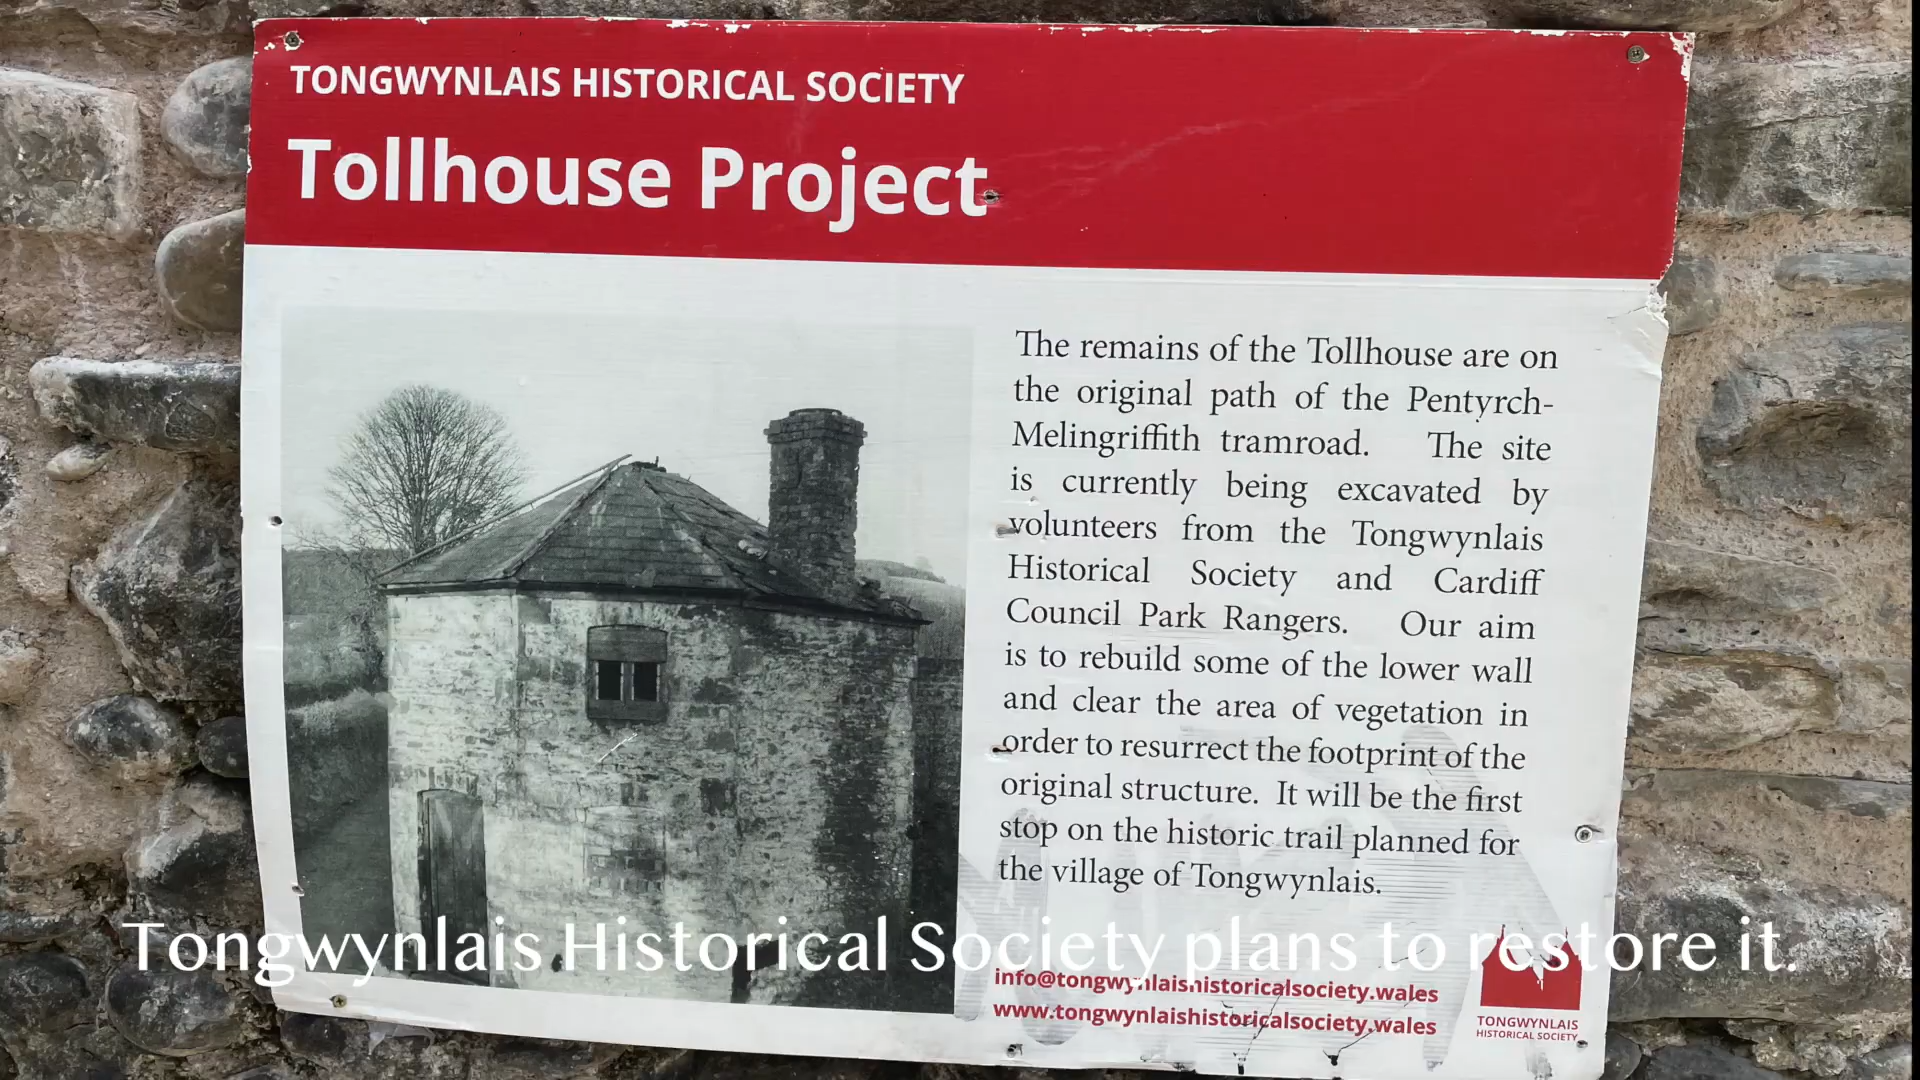 TONGWYNLAIS HISTORICAL SOCIETY
Tollhouse Project
The remains of the Tollhouse are on
the original path of the Pentyrch-
Melingriffith tramroad. The site
is currently being excavated by
volunteers from the Tongwynlais
Historical Society and Cardiff
Council Park Rangers. Our aim
is to rebuild some of the lower wall
and clear the area of vegetation in
order to resurrect the footprint of the
original structure. It will be the first
stop on the historic trail planned for
the village of Tongwynlais.
Tongwynlais Historical Society plans to restore it.
info@tongwynlaishistoricalsociety.wales
www.tongwynlaishistoricalsociety.wales
TONGWYNLAIS
HISTORICAL SOCIETY